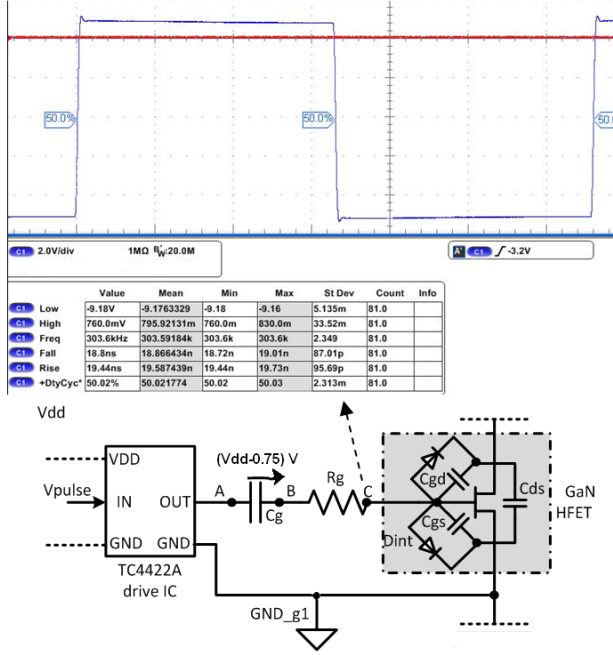 50.0%
50.0%
50.0
C1 2.0V/div 1MΩ BW:20.0M
A' C1 -3.2V
Value Mean Min Max St Dev Count Info
C1 Low -9.18V -9.1763329 -9.18 -9.16 5.135m 81.0
C1 High 760.0mV 795.92131m 760.0m 830.0m 33.52m 81.0
C1 Freq 303.6kHz 303.59184k 303.6k 303.6k 2.349 81.0
C1 Fall 18.8ns 18.866434n 18.72n 19.01n 87.01p 81.0
C1 Rise 19.44ns 19.587439n 19.44n 19.73n 95.69p 81.0
C1 +DtyCyc* 50.02% 50.021774 50.02 50.03 2.313m 81.0
Vdd
VDD
(Vdd-0.75) V
Vpulse
IN OUT
A
Cg
B
Rg
C
Cgd
Cgs
Cds
GaN
HFET
Dint
GND GND
TC4422A
drive IC
GND_g1